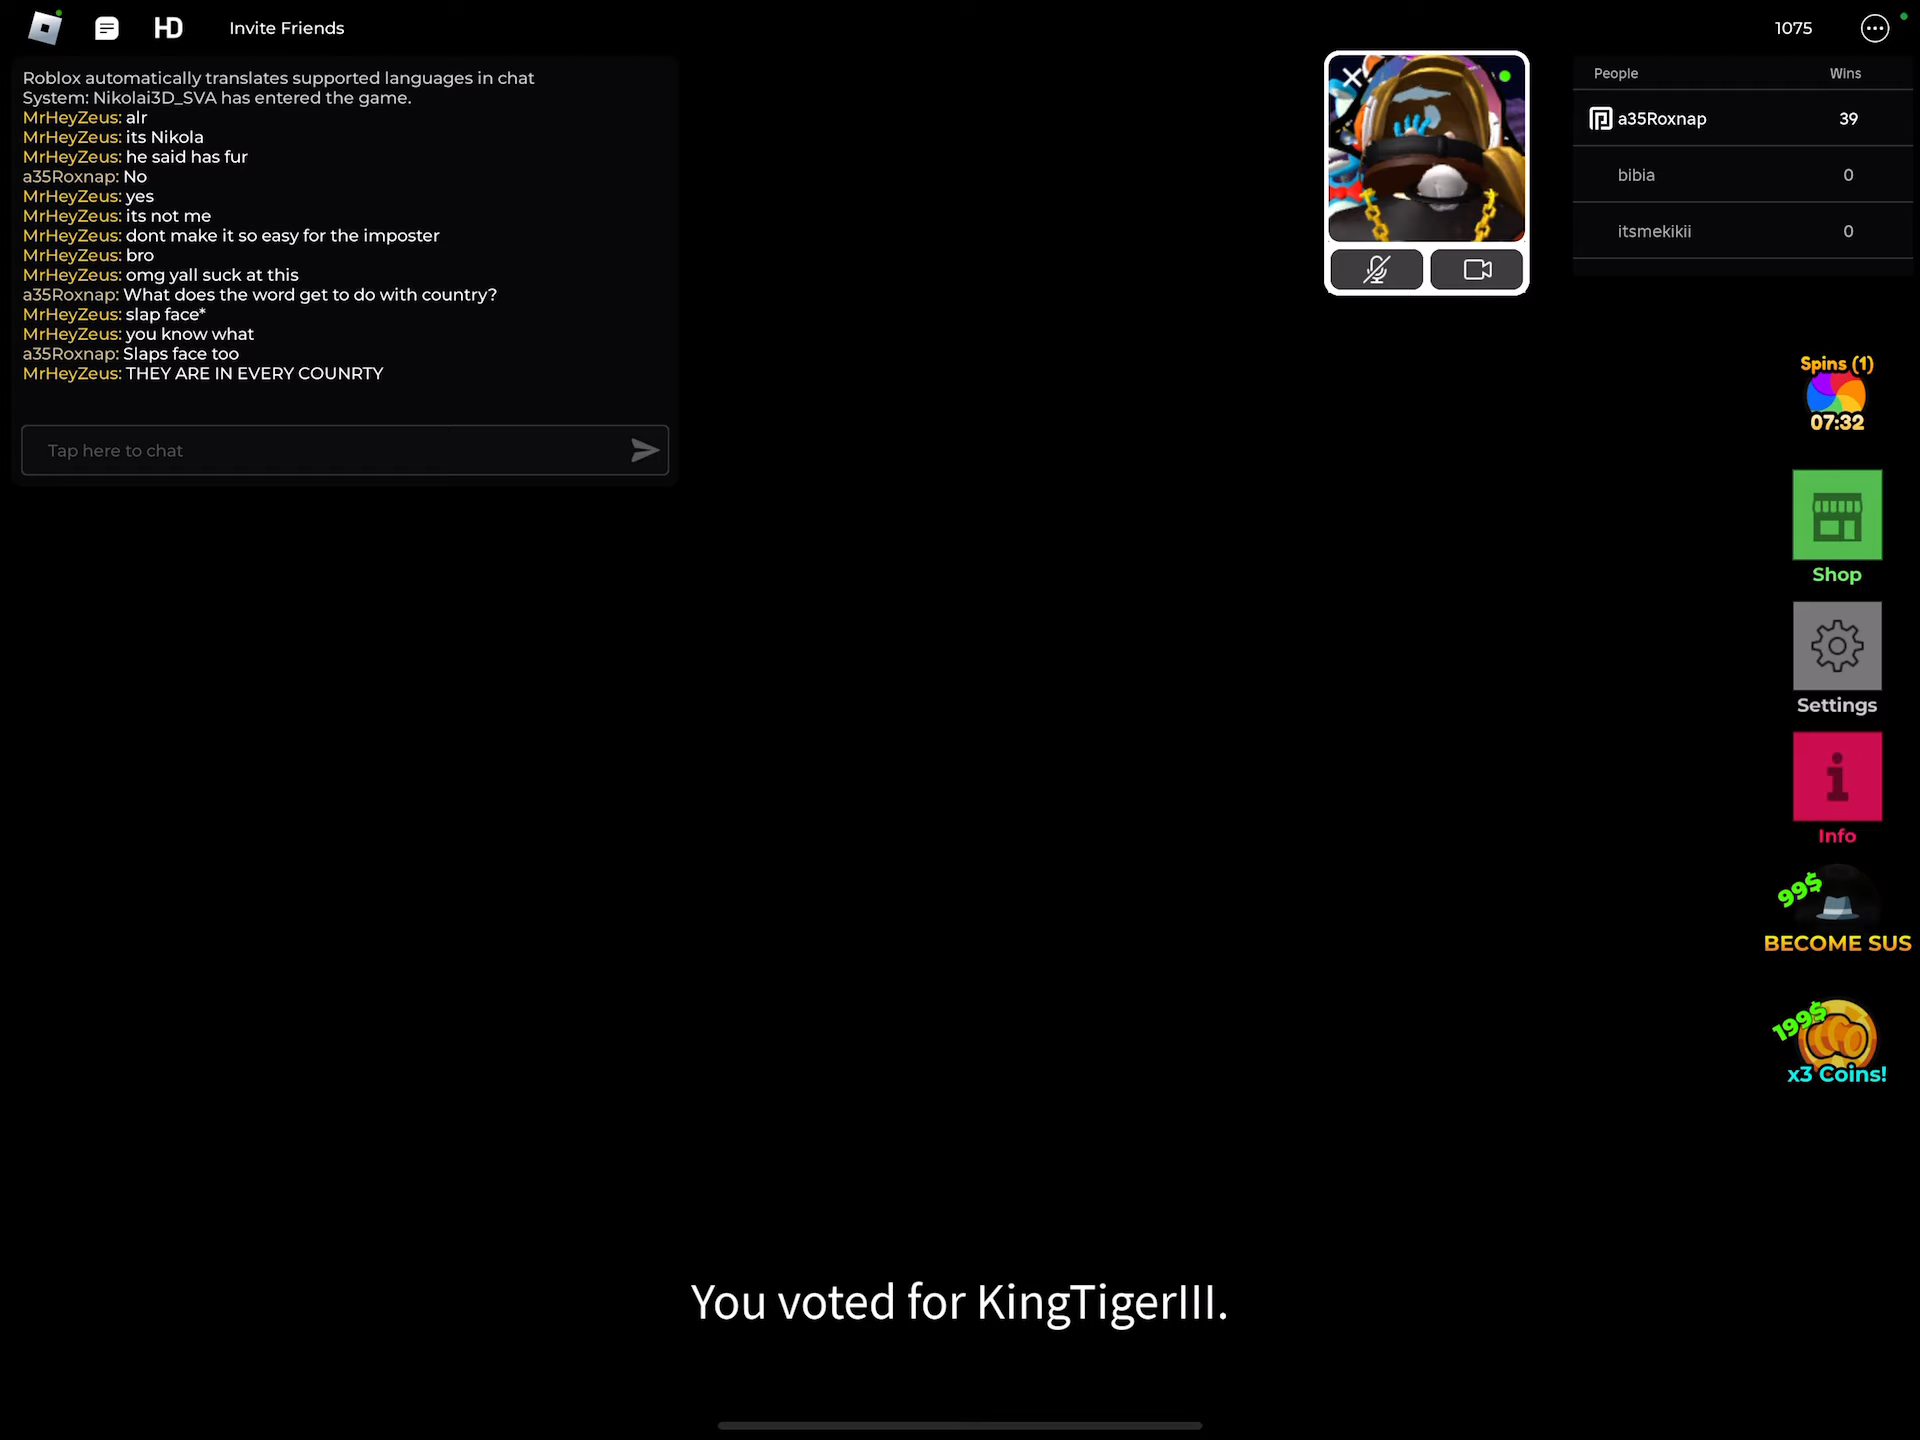 HD Invite Friends 1075
Roblox automatically translates supported languages in chat
System: Nikolai3D_SVA has entered the game.
MrHeyZeus: alr
MrHeyZeus: its Nikola
MrHeyZeus: he said has fur
a35Roxnap: No
MrHeyZeus: yes
MrHeyZeus: its not me
MrHeyZeus: dont make it so easy for the imposter
MrHeyZeus: bro
MrHeyZeus: omg yall suck at this
a35Roxnap: What does the word get to do with country?
MrHeyZeus: slap face*
MrHeyZeus: you know what
a35Roxnap: Slaps face too
MrHeyZeus: THEY ARE IN EVERY COUNRTY
Tap here to chat
People Wins
a35Roxnap 39
bibia 0
itsmekikii 0
Spins (1)
07:32
Shop
Settings
Info
99$
BECOME SUS
199$
x3 Coins!
You voted for KingTigerIII.